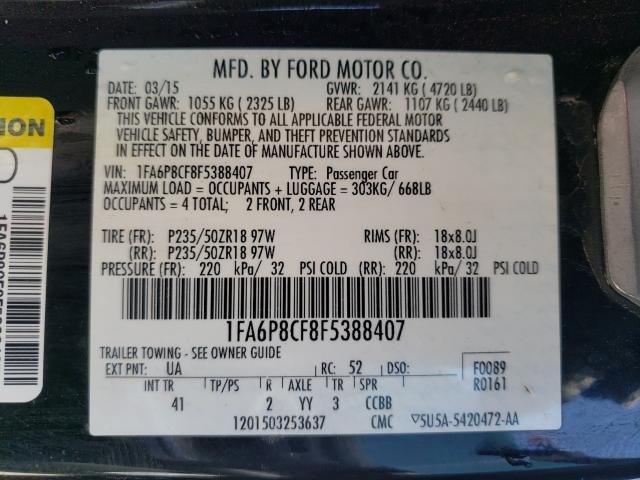 MFD. BY FORD MOTOR CO.
DATE: 03/15 GVWR: 2141 KG ( 4720 LB)
FRONT GAWR: 1055 KG ( 2325 LB) REAR GAWR: 1107 KG ( 2440 LB)
THIS VEHICLE CONFORMS TO ALL APPLICABLE FEDERAL MOTOR
VEHICLE SAFETY, BUMPER, AND THEFT PREVENTION STANDARDS
IN EFFECT ON THE DATE OF MANUFACTURE SHOWN ABOVE.
VIN: 1FA6P8CF8F5388407 TYPE: Passenger Car
MAXIMUM LOAD = OCCUPANTS + LUGGAGE = 303KG/ 668LB
OCCUPANTS = 4 TOTAL; 2 FRONT, 2 REAR
TIRE (FR): P235/50ZR18 97W RIMS (FR): 18x8.0J
(RR): P235/50ZR18 97W (RR): 18x8.0J
PRESSURE (FR): 220 kPa/ 32 PSI COLD (RR): 220 kPa/ 32 PSI COLD
1FA6P8CF8F5388407
TRAILER TOWING - SEE OWNER GUIDE
EXT PNT: UA RC: 52 DSO: F0089
R0161
INT TR TP/PS R AXLE TR SPR
41 2 YY 3 CCBB
1201503253637 CMC 5U5A-5420472-AA